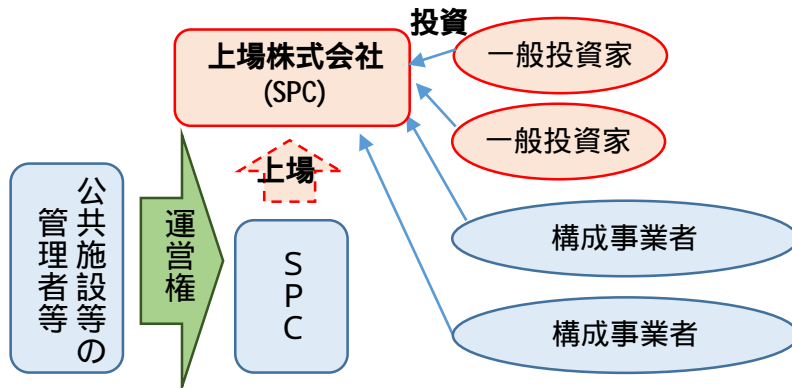 投資
上場株式会社
(SPC)
一般投資家
一般投資家
上場
公共施設等の
管理者等
運営権
SPC
構成事業者
構成事業者